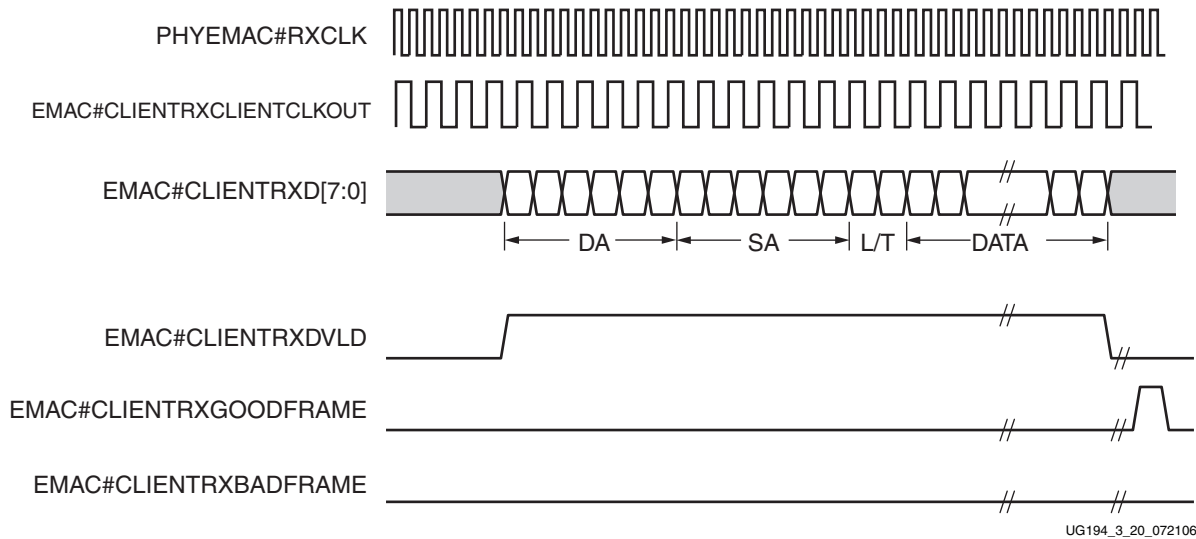 PHYEMAC#RXCLK
EMAC#CLIENTRXCLIENTCLKOUT
EMAC#CLIENTRXD[7:0]
DA SA L/T DATA
EMAC#CLIENTRXDVLD
EMAC#CLIENTRXGOODFRAME
EMAC#CLIENTRXBADFRAME
UG194_3_20_072106